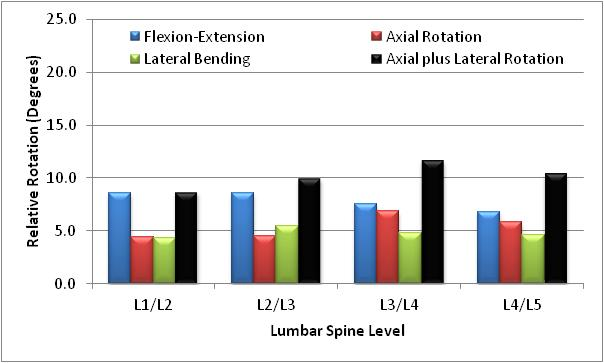 25.0
20.0
15.0
10.0
5.0
0.0
Relative Rotation (Degrees)
Flexion-Extension
Axial Rotation
Lateral Bending
Axial plus Lateral Rotation
L1/L2
L2/L3
L3/L4
L4/L5
Lumbar Spine Level